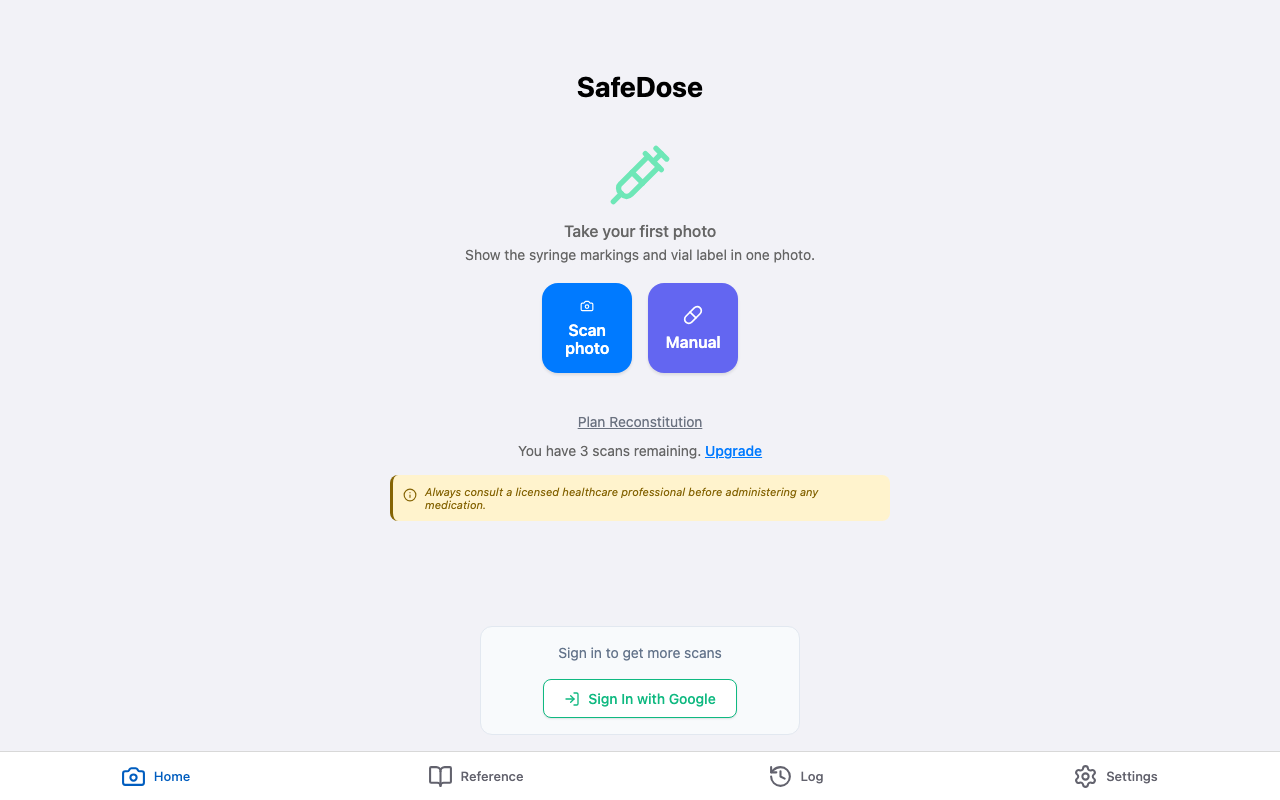 SafeDose
Take your first photo
Show the syringe markings and vial label in one photo.
Scan
photo
Manual
Plan Reconstitution
You have 3 scans remaining. Upgrade
Always consult a licensed healthcare professional before administering any
medication.
Sign in to get more scans
Sign In with Google
Home
Reference
Log
Settings